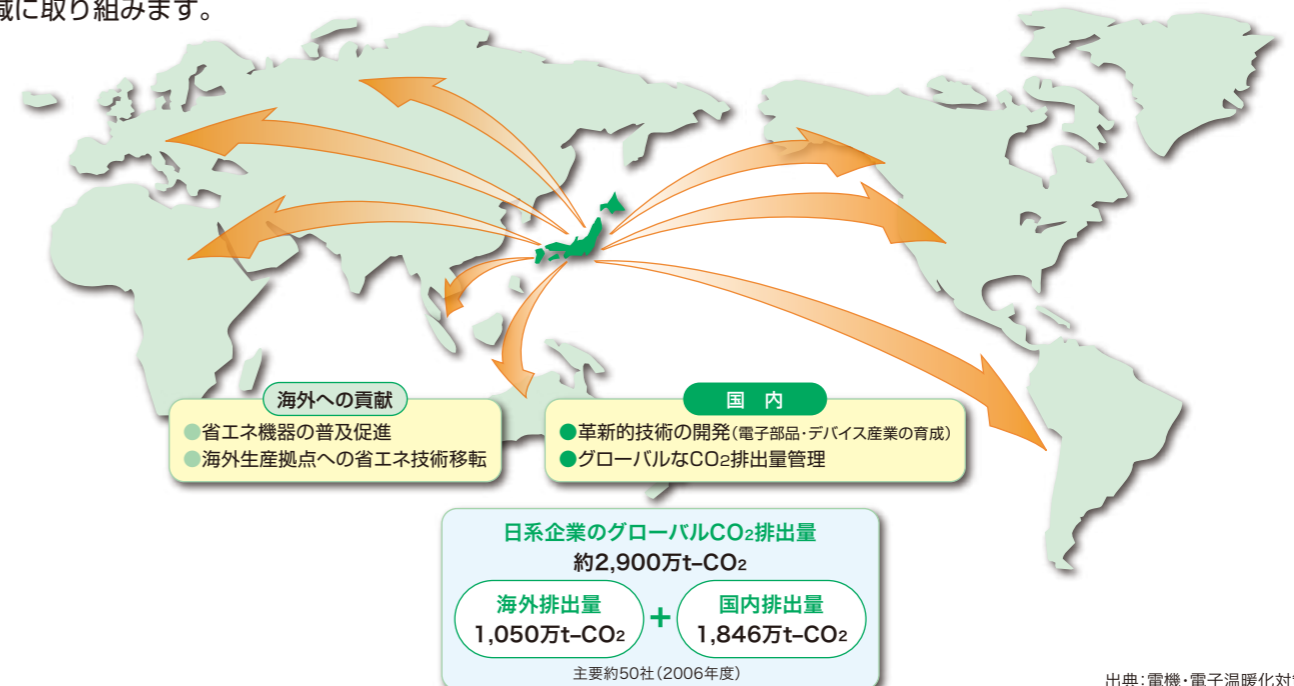 減に取り組みます。
海外への貢献
●省エネ機器の普及促進
●海外生産拠点への省エネ技術移転
国 内
●革新的技術の開発(電子部品・デバイス産業の育成)
●グローバルなCO2排出量管理
日系企業のグローバルCO2排出量
約2,900万t–CO2
海外排出量
1,050万t–CO2
+
国内排出量
1,846万t–CO2
主要約50社(2006年度)
出典:電機・電子温暖化対